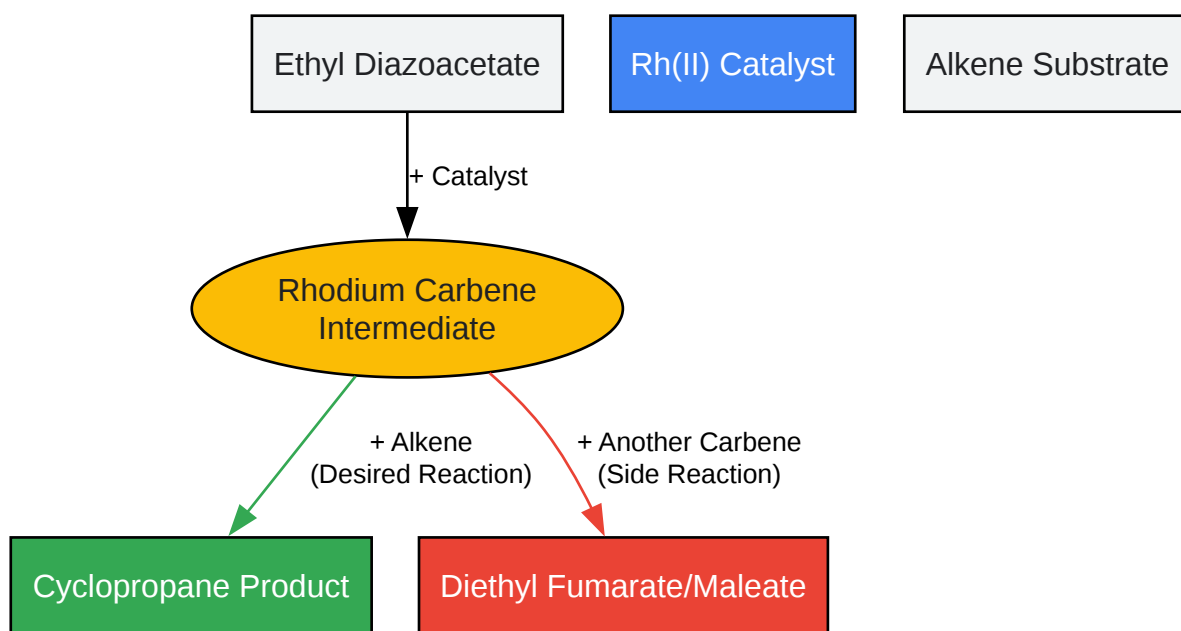 Ethyl Diazoacetate
Rh(II) Catalyst
Alkene Substrate
+ Catalyst
Rhodium Carbene
Intermediate
+ Alkene
(Desired Reaction)
+ Another Carbene
(Side Reaction)
Cyclopropane Product
Diethyl Fumarate/Maleate